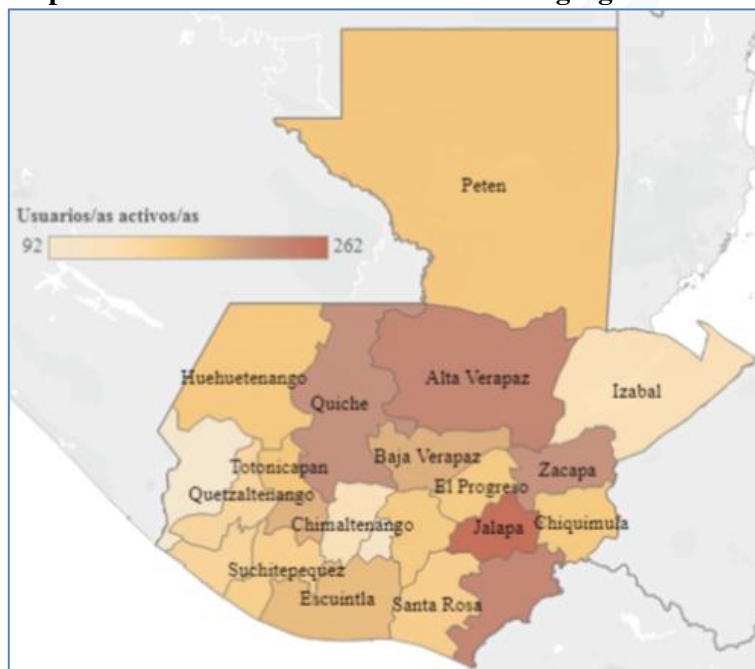 Peten
Usuarios/as activos/as
92 262
Huehuetenango
Alta Verapaz
Quiche
Izabal
Baja Verapaz
Zacapa
Totonicapan
El Progreso
Quetzaltenango
Chimaltenango
Jalapa
Chiquimula
Suchitepequez
Escuintla
Santa Rosa